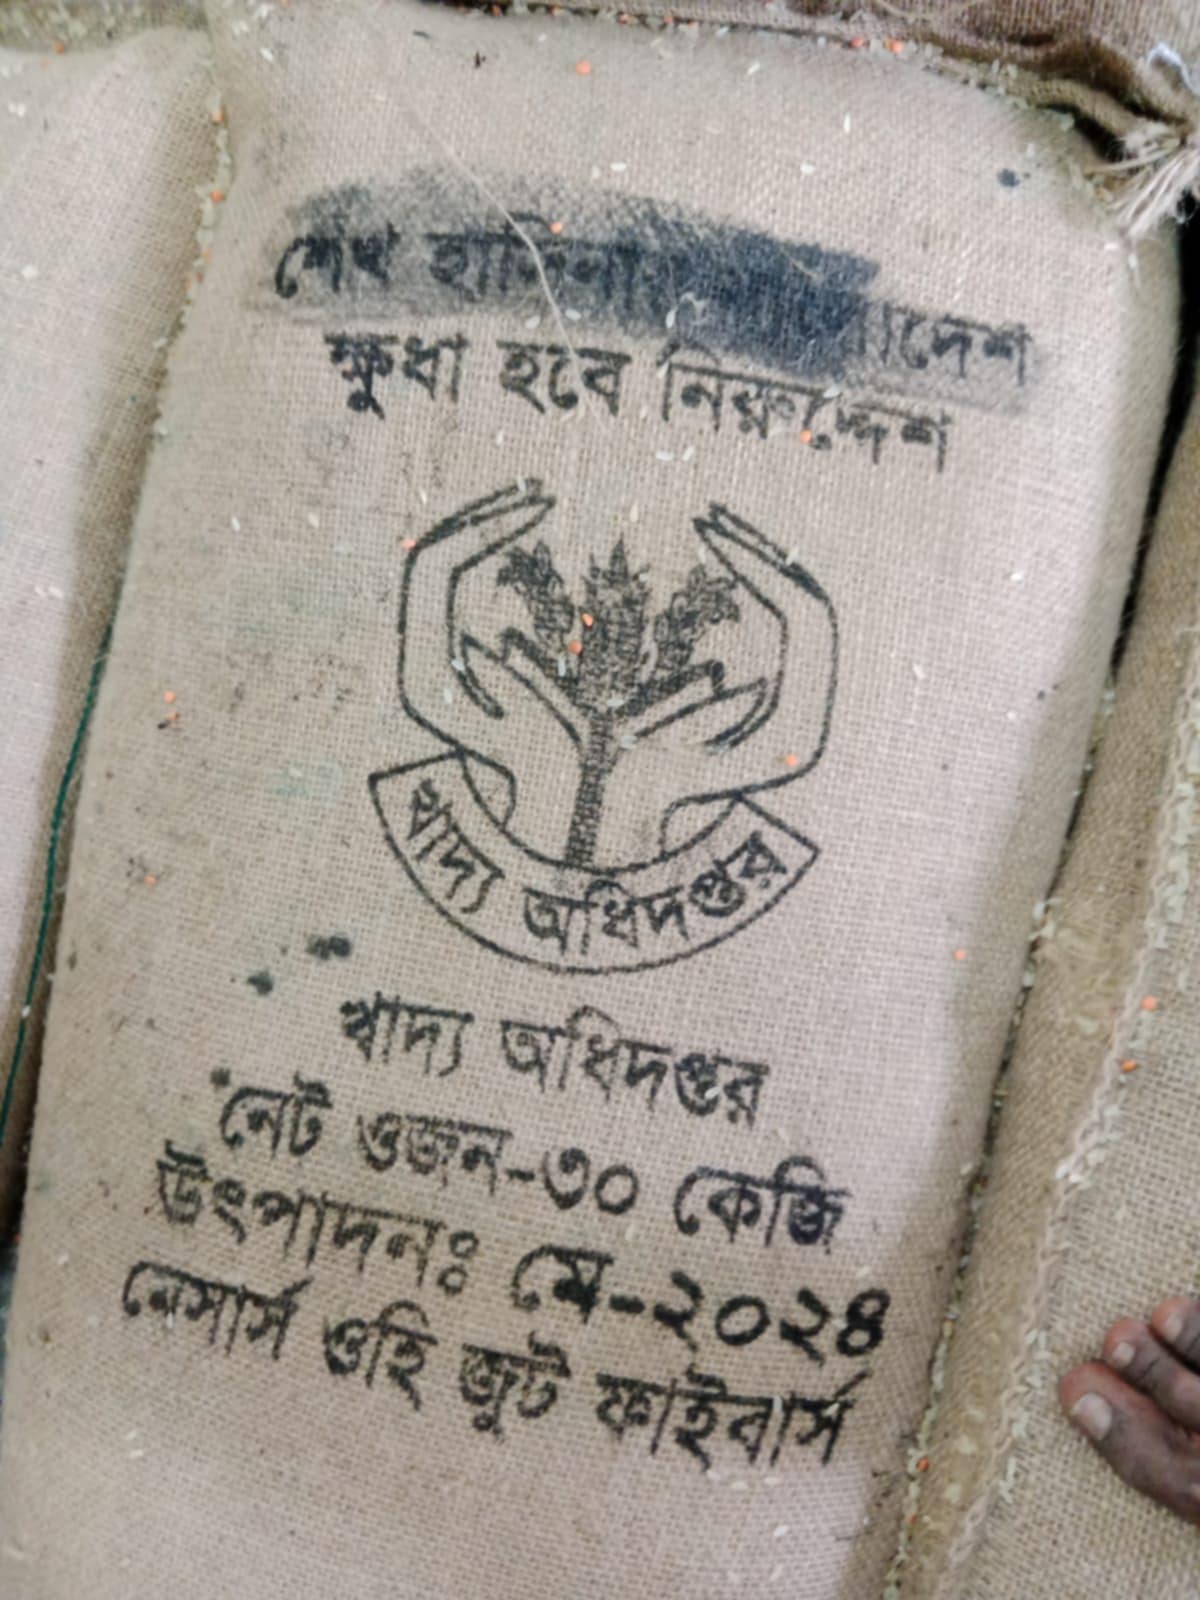 শেখ হাসিনার বাংলাদেশ
ক্ষুধা হবে নিরুদ্দেশ
খাদ্য অধিদপ্তর
খাদ্য অধিদপ্তর
নেট ওজন-৩০ কেজি
উৎপাদনঃ মে-২০২৪
মেসার্স ওহি জুট ফাইবার্স